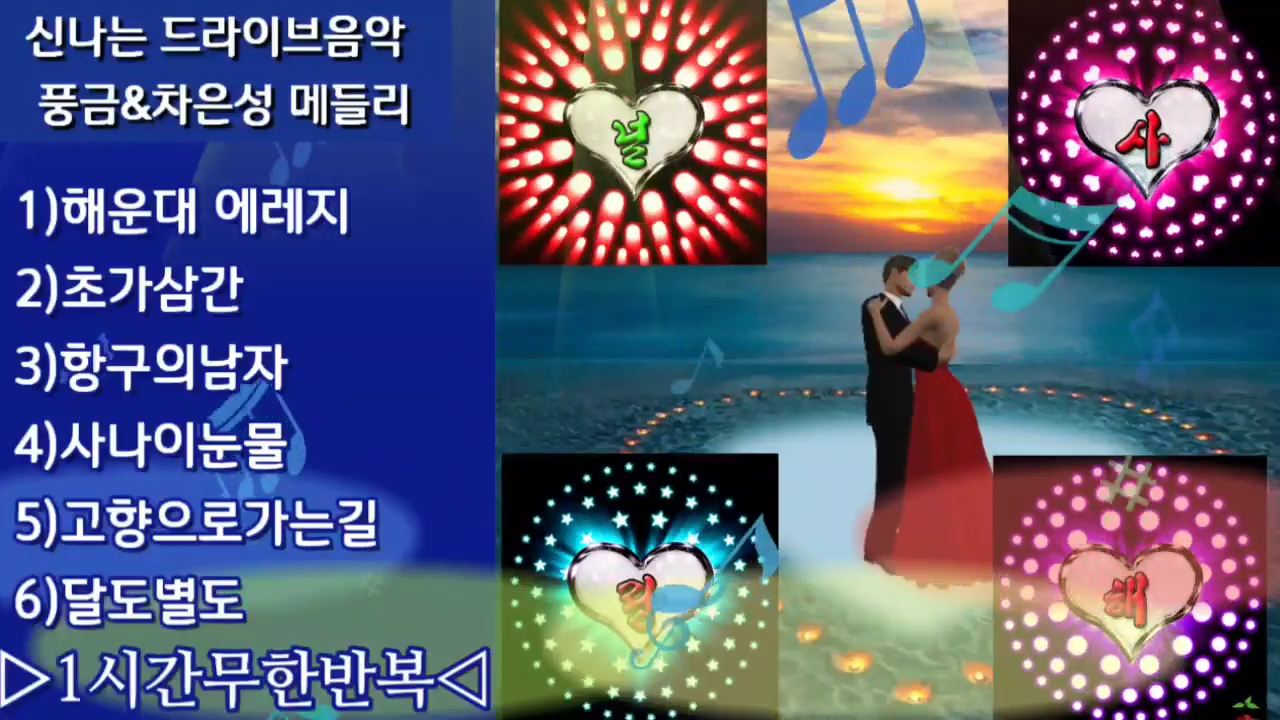 신나는 드라이브음악
풍금&차은성 메들리
1)해운대 에레지
2)초가삼간
3)항구의남자
4)사나이눈물
5)고향으로가는길
6)달도별도
▷1시간무한반복◁
널
사
랑
해